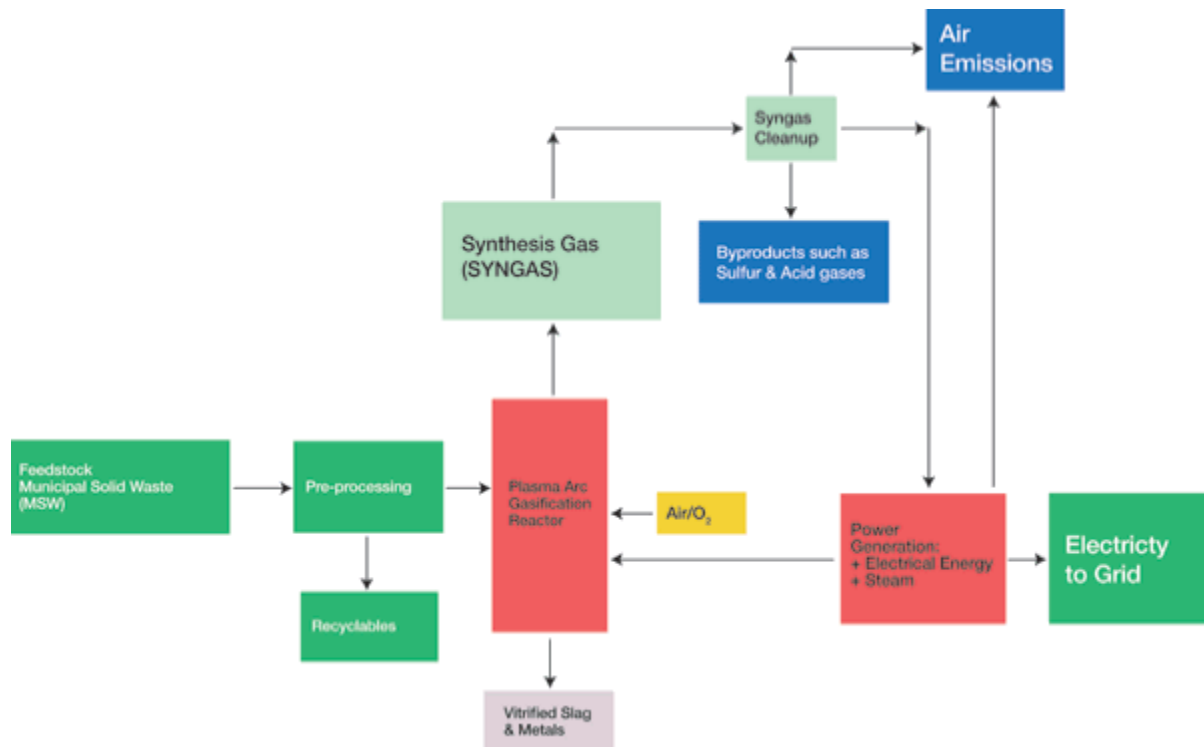 Air
Emissions
Syngas
Cleanup
Synthesis Gas
(SYNGAS)
Byproducts such as
Sulfur & Acid gases
Feedstock
Municipal Solid Waste
(MSW)
Pre-processing
Plasma Arc
Gasification
Reactor
Air/O₂
Power
Generation:
+ Electrical Energy
+ Steam
Electricty
to Grid
Recyclables
Vitrified Slag
& Metals